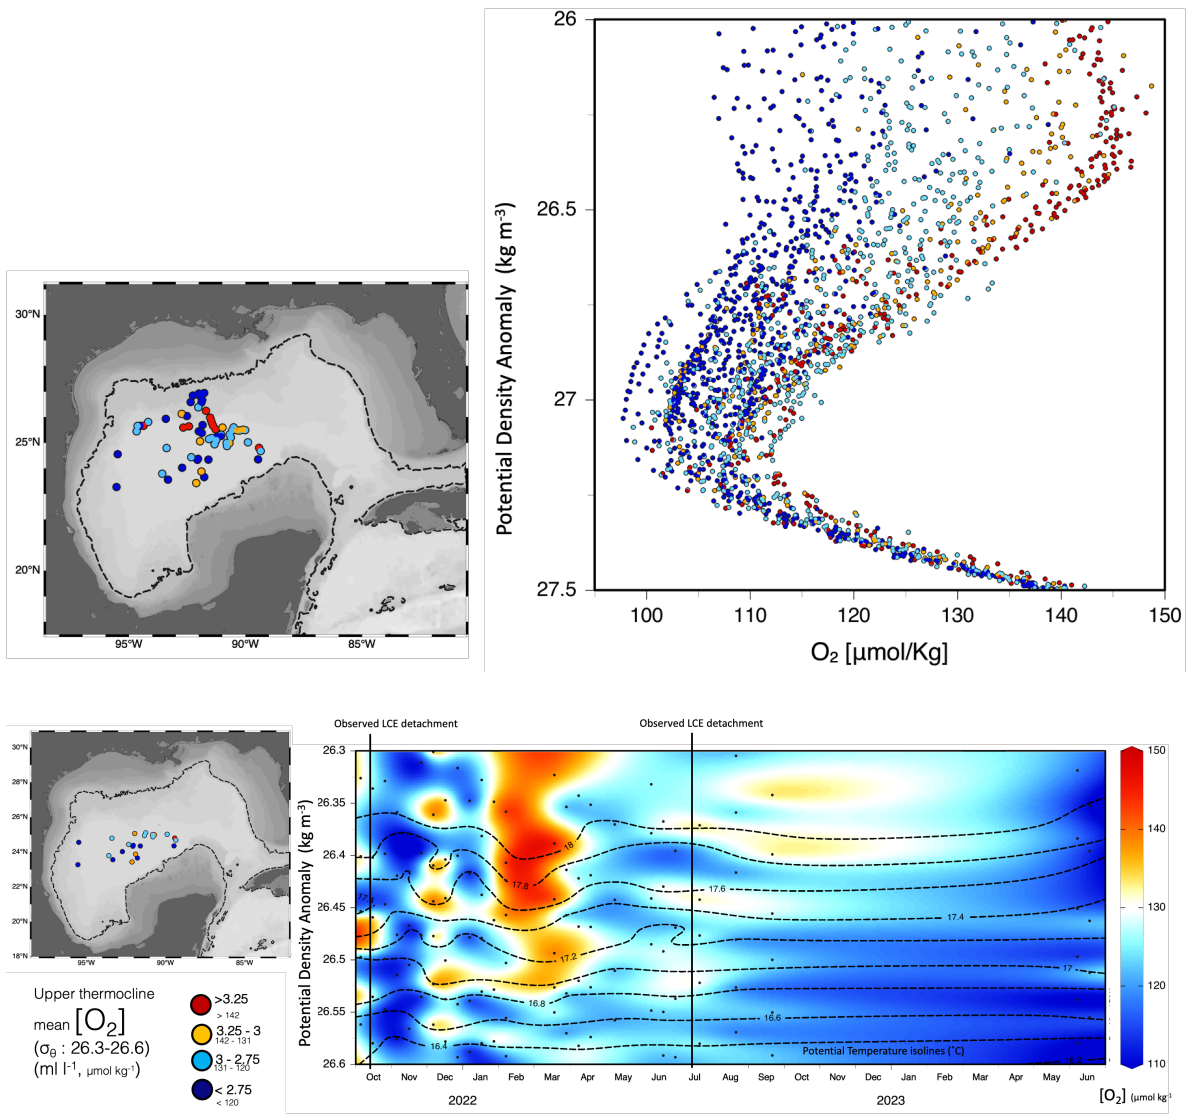 26
26.5
27
27.5
Potential Density Anomaly (kg m-3)
100 110 120 130 140 150
O₂ [µmol/Kg]
30°N
25°N
20°N
95°W 90°W 85°W
Observed LCE detachment
Observed LCE detachment
30°N
28°N
26°N
24°N
22°N
20°N
18°N
95°W 90°W 85°W
Upper thermocline
mean [O₂]
(σθ : 26.3-26.6)
(ml l-1, µmol kg-1)
>3.25
> 142
3.25 - 3
142 - 131
3 - 2.75
131 - 120
< 2.75
< 120
Potential Density Anomaly (kg m-3)
26.3
26.35
26.4
26.45
26.5
26.55
26.6
18
17.8
17.6
17.4
17.2
17
16.8
16.6
16.4
16.2
Potential Temperature isolines (°C)
Oct Nov Dec Jan Feb Mar Apr May Jun Jul Aug Sep Oct Nov Dec Jan Feb Mar Apr May Jun
2022 2023
150
140
130
120
110
[O₂] (µmol kg-1